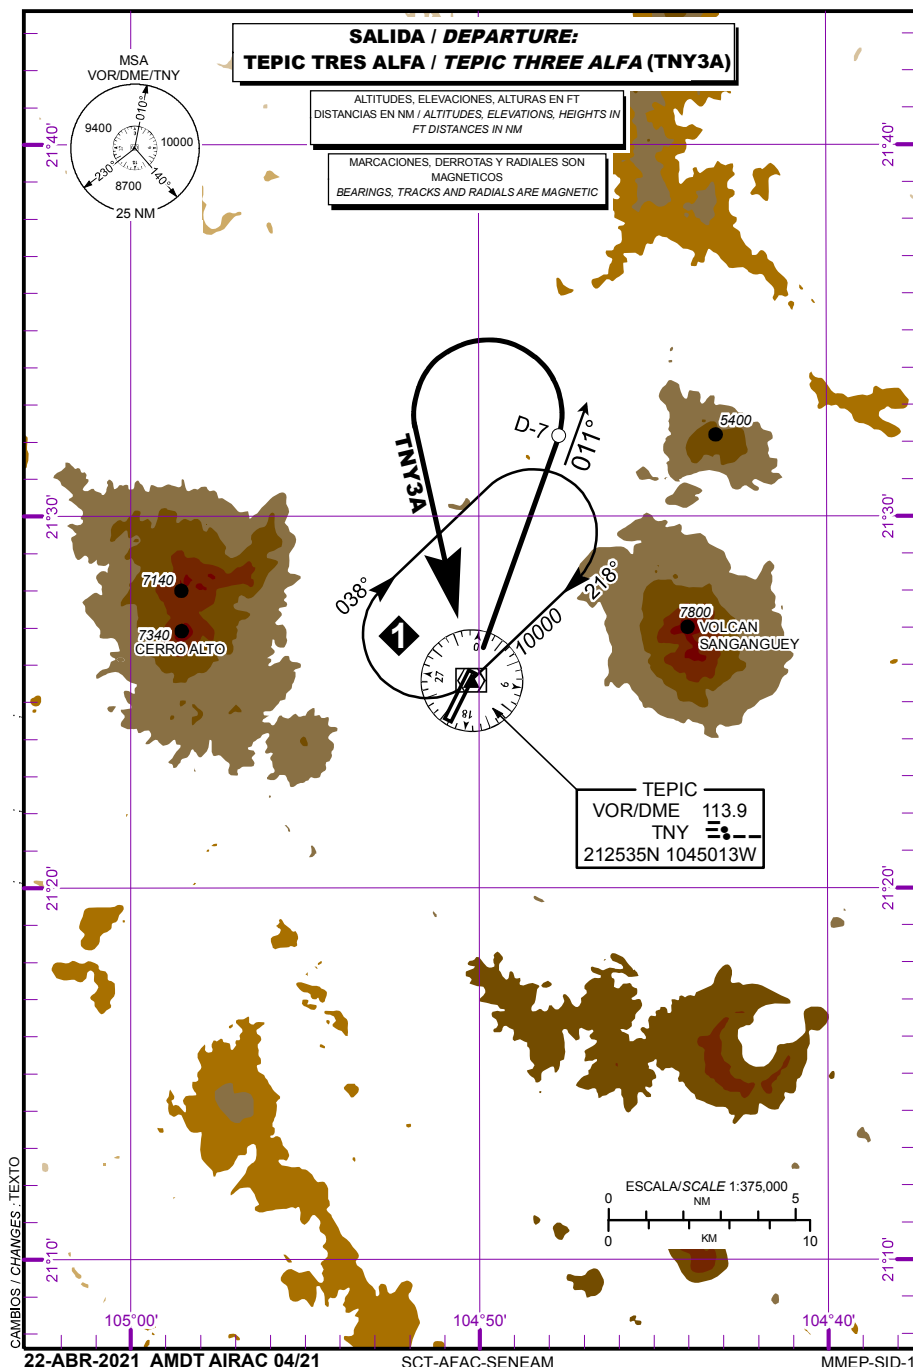 SALIDA / DEPARTURE:
TEPIC TRES ALFA / TEPIC THREE ALFA (TNY3A)
MSA
VOR/DME/TNY
010°
9400
10000
230°
140°
8700
25 NM
ALTITUDES, ELEVACIONES, ALTURAS EN FT
DISTANCIAS EN NM / ALTITUDES, ELEVATIONS, HEIGHTS IN
FT DISTANCES IN NM
MARCACIONES, DERROTAS Y RADIALES SON
MAGNETICOS
BEARINGS, TRACKS AND RADIALS ARE MAGNETIC
21°40'
21°40'
5400
D-7
011°
TNY3A
21°30'
21°30'
7140
038°
218°
7340
CERRO ALTO
1
10000
7800
VOLCAN
SANGANGUEY
0
27
9
18
TEPIC
VOR/DME 113.9
TNY
212535N 1045013W
21°20'
21°20'
ESCALA/SCALE 1:375,000
0 NM 5
0 KM 10
21°10'
21°10'
105°00'
104°50'
104°40'
CAMBIOS / CHANGES : TEXTO
22-ABR-2021 AMDT AIRAC 04/21
SCT-AFAC-SENEAM
MMEP-SID-1